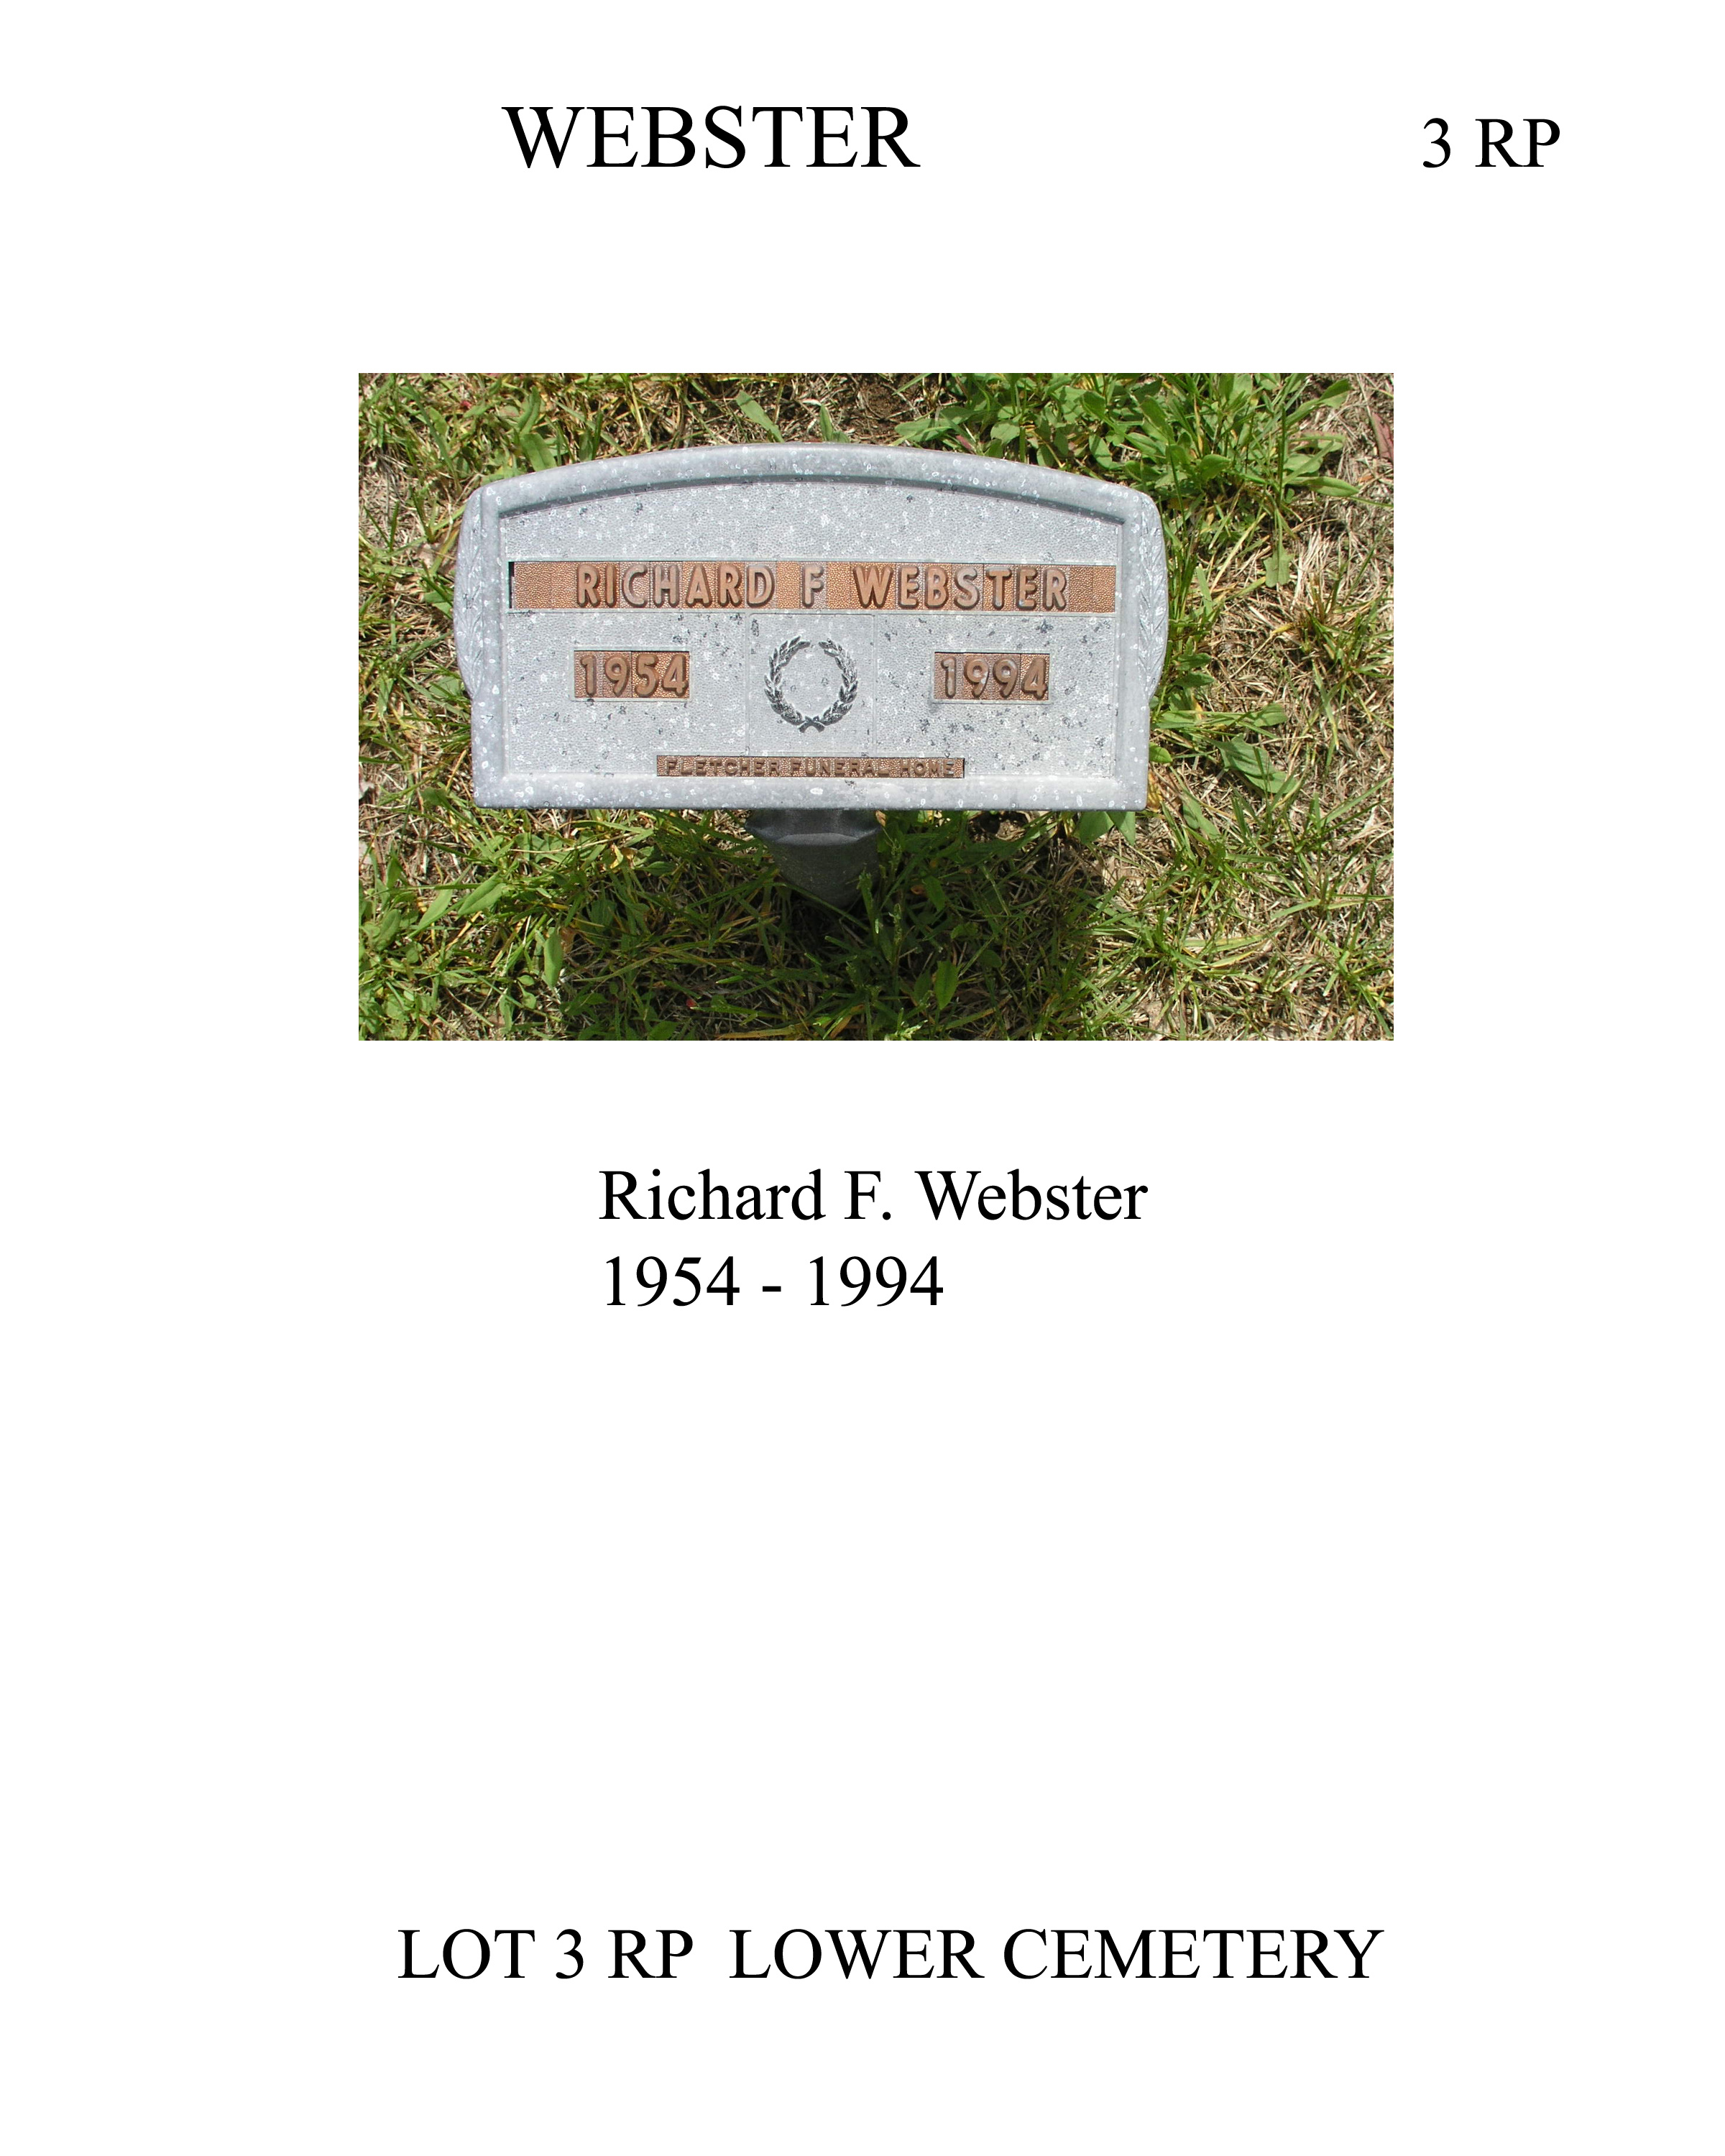 WEBSTER 3 RP
RICHARD F WEBSTER
1954 1994
FLETCHER FUNERAL HOME
Richard F. Webster
1954 - 1994
LOT 3 RP LOWER CEMETERY